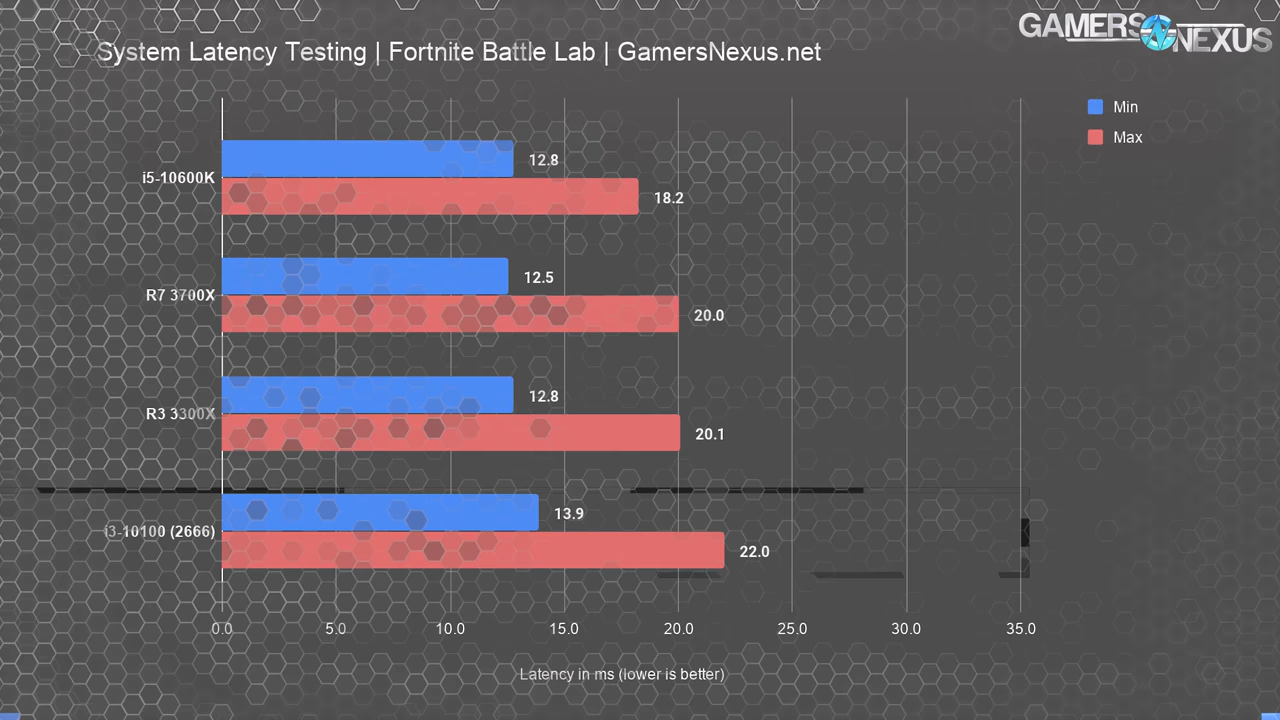 System Latency Testing | Fortnite Battle Lab | GamersNexus.net
GAMERS NEXUS
Min
Max
i5-10600K
12.8
18.2
R7 3700X
12.5
20.0
R3 3300X
12.8
20.1
i3-10100 (2666)
13.9
22.0
0.0 5.0 10.0 15.0 20.0 25.0 30.0 35.0
Latency in ms (lower is better)